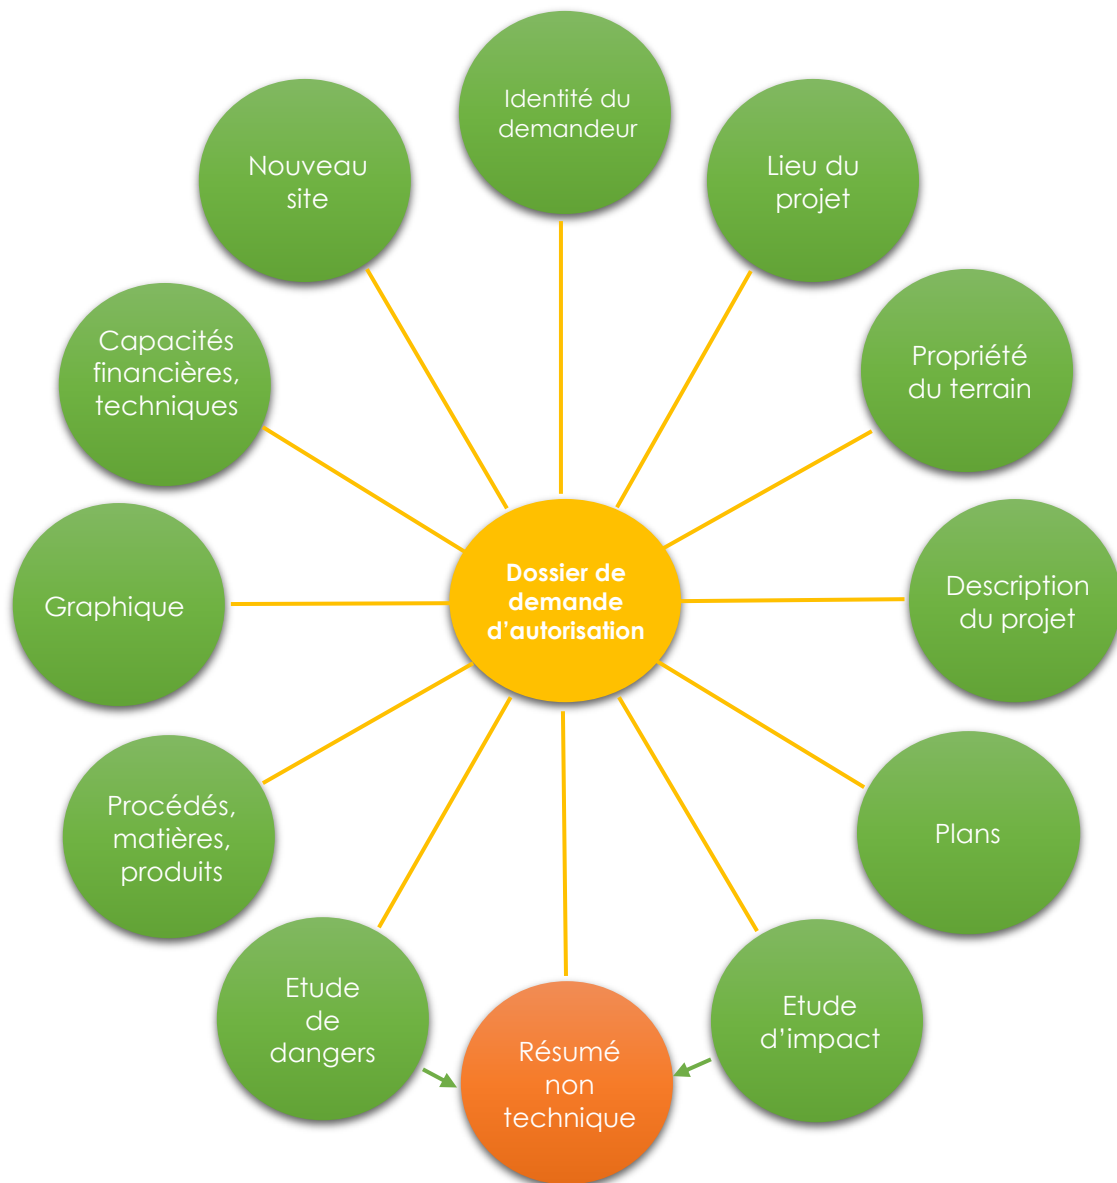 Identité du
demandeur
Lieu du
projet
Propriété
du terrain
Description
du projet
Plans
Etude
d’impact
Résumé
non
technique
Etude
de
dangers
Procédés,
matières,
produits
Graphique
Capacités
financières,
techniques
Nouveau
site
Dossier de
demande
d’autorisation